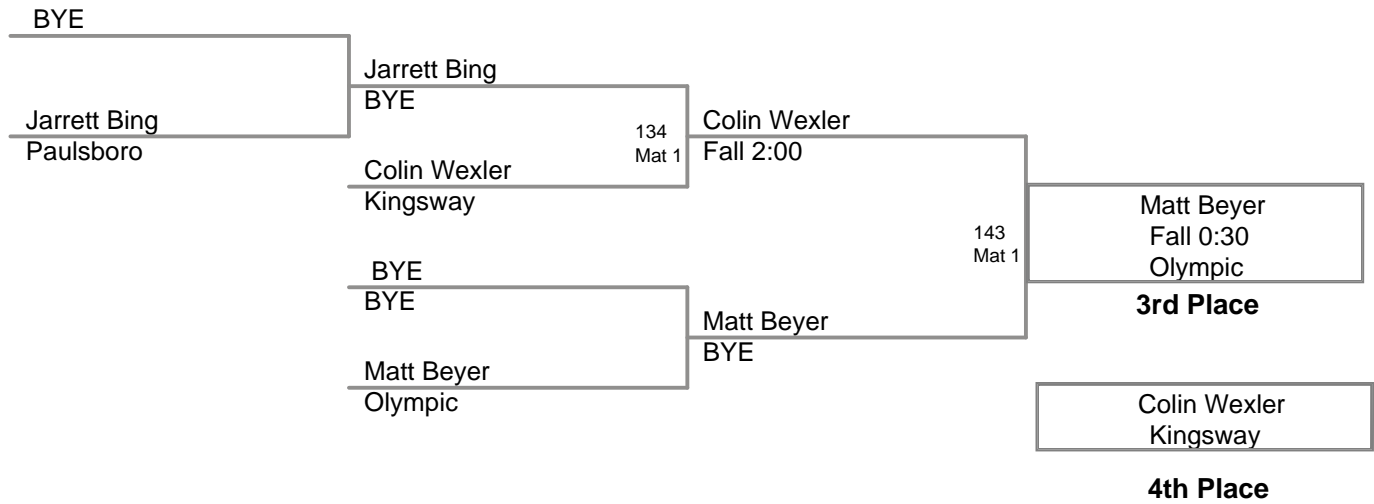 BYE
Jarrett Bing
Paulsboro
Jarrett Bing
BYE
Colin Wexler
Kingsway
134
Mat 1
BYE
BYE
Matt Beyer
Olympic
Colin Wexler
Fall 2:00
Matt Beyer
BYE
143
Mat 1
Matt Beyer
Fall 0:30
Olympic
3rd Place
Colin Wexler
Kingsway
4th Place